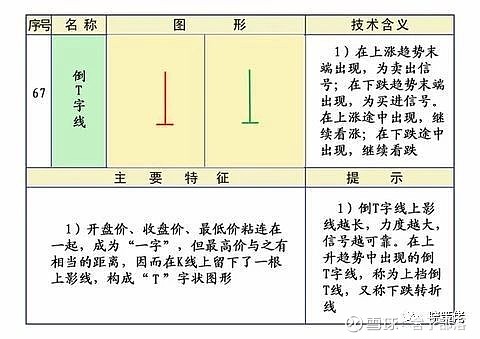 序号 名称 图形 技术含义
67
倒T字线
1）在上涨趋势末
端出现，为卖出信
号；在下跌趋势末端
出现，为买进信号。
在上涨途中出现，继
续看涨；在下跌途中
出现，继续看跌
主要特征 提示
1）开盘价、收盘价、最低价粘连在
一起，成为“一字”，但最高价与之有
相当的距离，因而在K线上留下了一根
上影线，构成“T”字状图形
1）倒T字线上影
线越长，力度越大，
信号越可靠。在上
升趋势中出现的倒
T字线，称为上档倒
T线，又称下跌转折
线
雪球